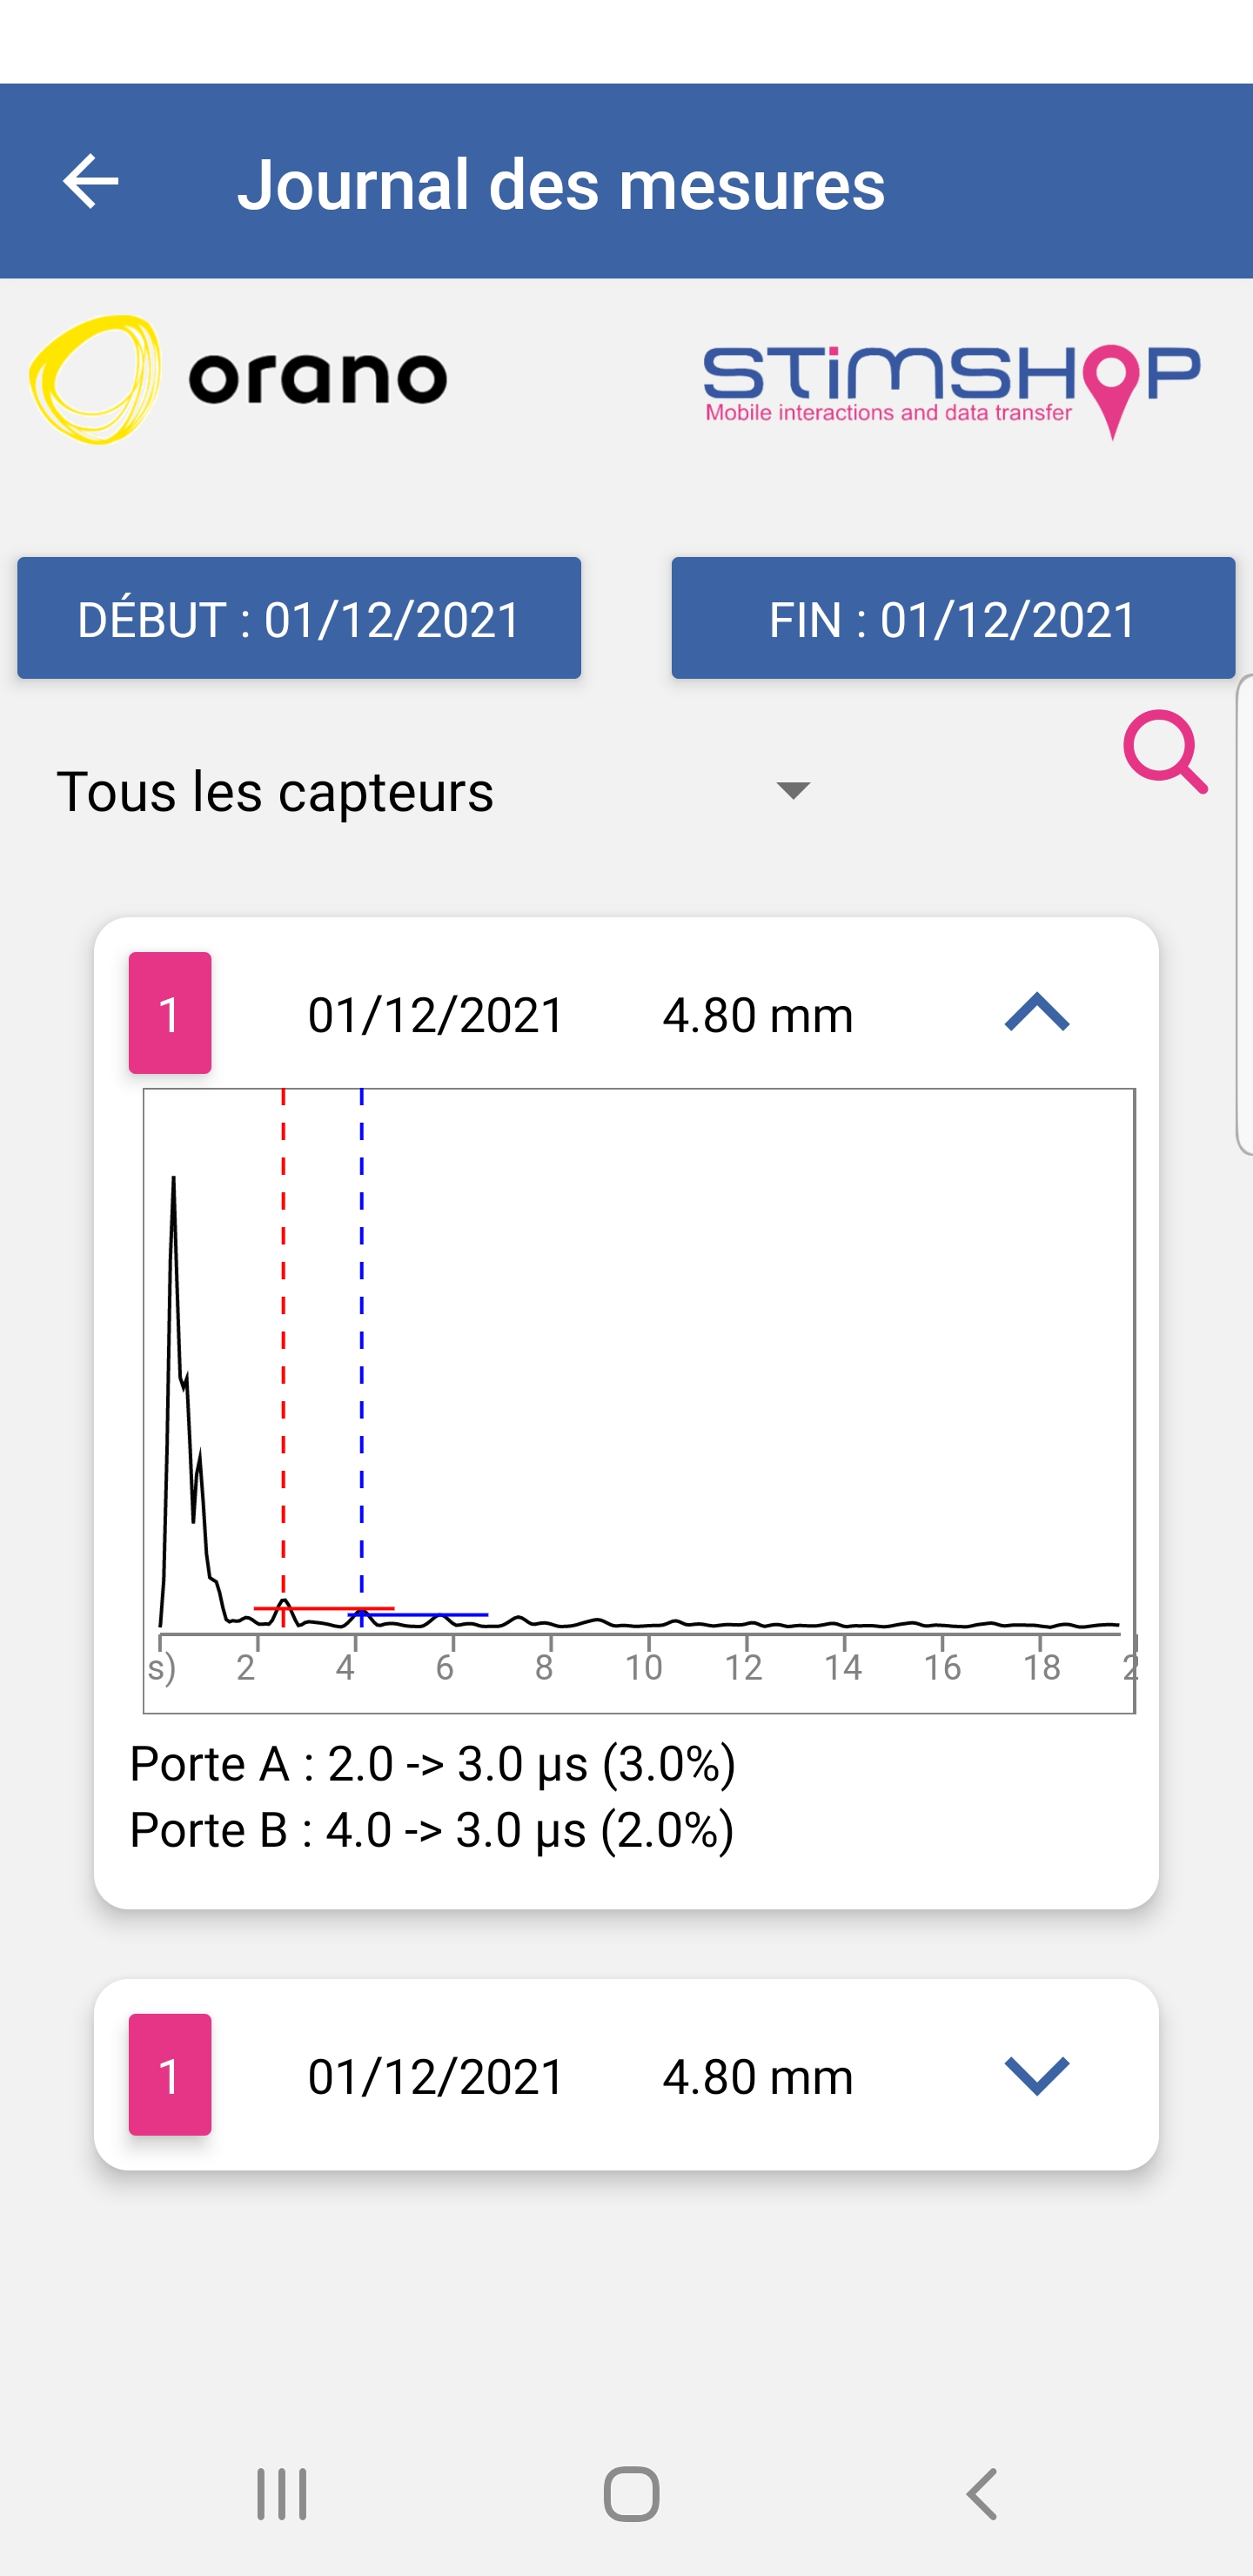 Journal des mesures
orano
STiMSHOP
Mobile interactions and data transfer
DÉBUT : 01/12/2021
FIN : 01/12/2021
Tous les capteurs
1 01/12/2021 4.80 mm
s) 2 4 6 8 10 12 14 16 18 2
Porte A : 2.0 -> 3.0 µs (3.0%)
Porte B : 4.0 -> 3.0 µs (2.0%)
1 01/12/2021 4.80 mm